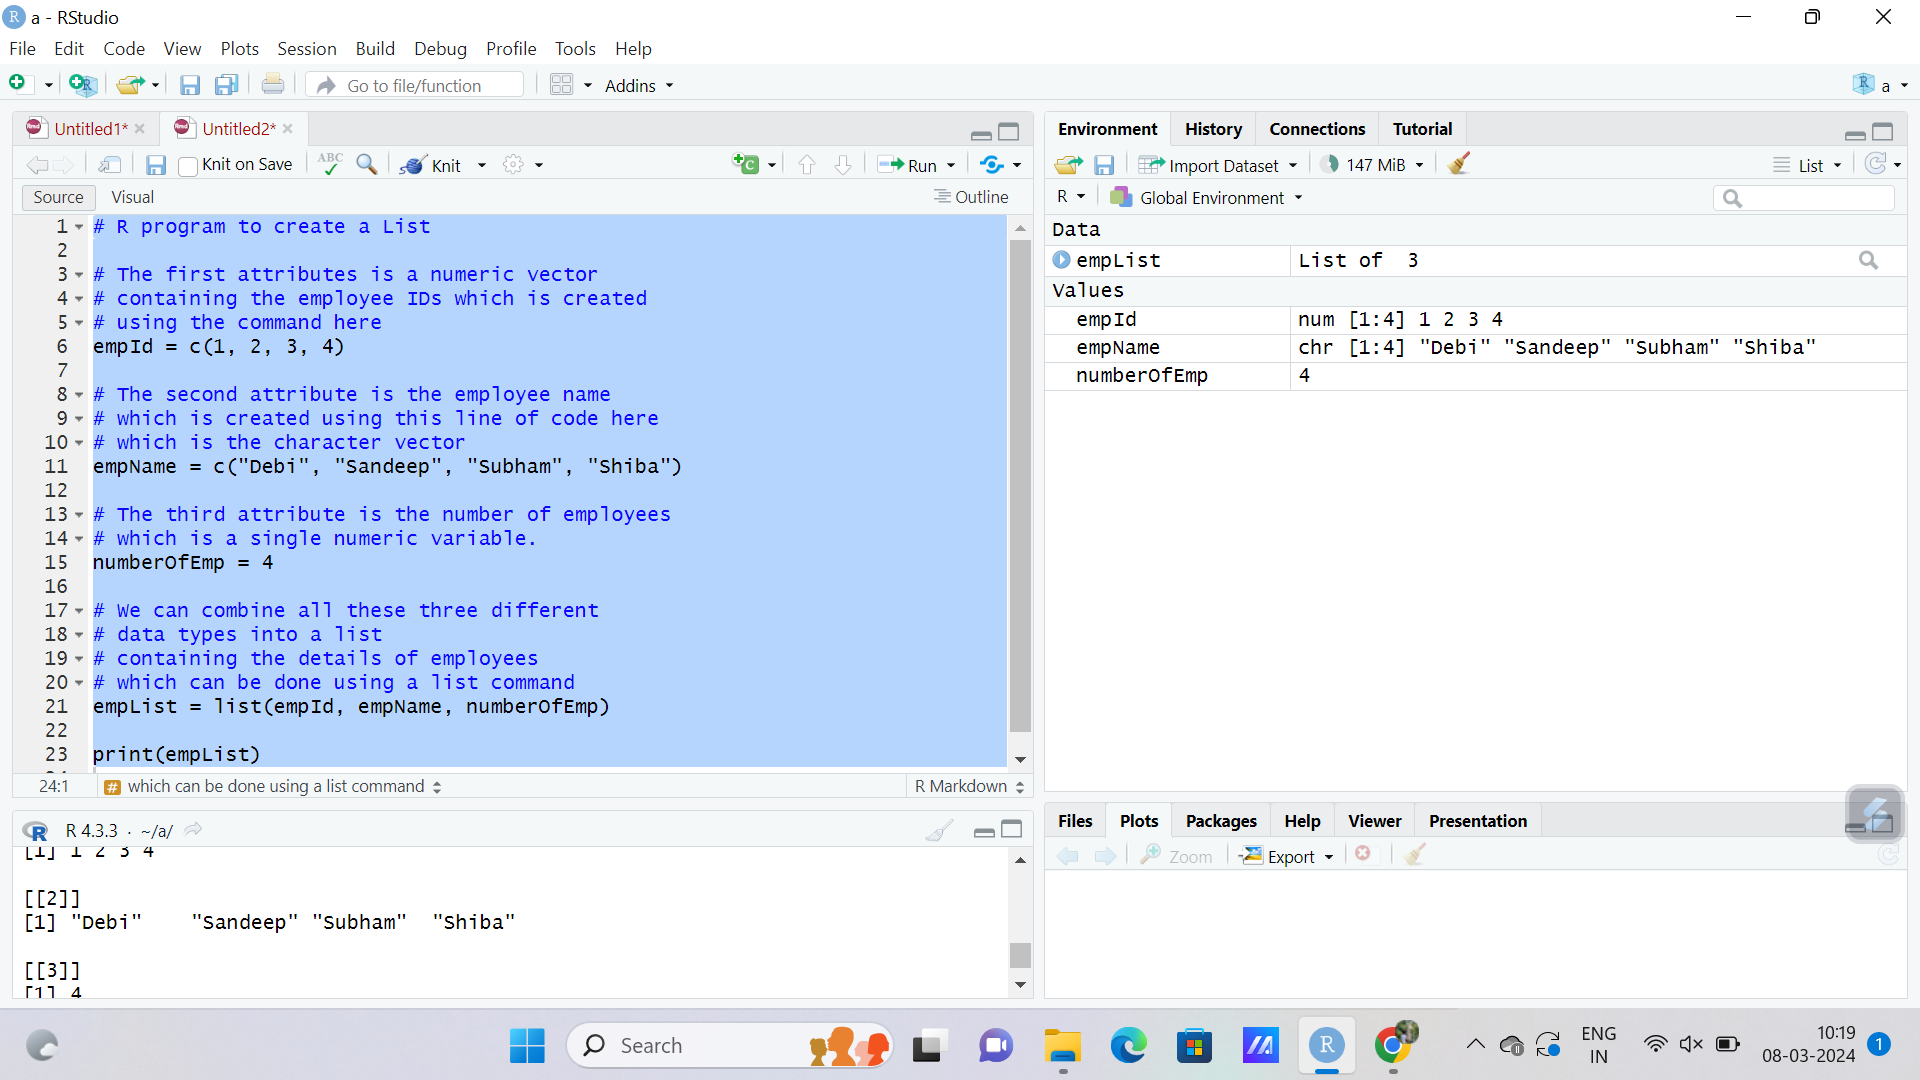 a - RStudio
File Edit Code View Plots Session Build Debug Profile Tools Help
Go to file/function Addins a
Untitled1* Untitled2*
Knit on Save ABC Knit Run
Source Visual Outline
1 # R program to create a List
2
3 # The first attributes is a numeric vector
4 # containing the employee IDs which is created
5 # using the command here
6 empId = c(1, 2, 3, 4)
7
8 # The second attribute is the employee name
9 # which is created using this line of code here
10 # which is the character vector
11 empName = c("Debi", "Sandeep", "Subham", "Shiba")
12
13 # The third attribute is the number of employees
14 # which is a single numeric variable.
15 numberOfEmp = 4
16
17 # We can combine all these three different
18 # data types into a list
19 # containing the details of employees
20 # which can be done using a list command
21 empList = list(empId, empName, numberOfEmp)
22
23 print(empList)
24:1 # which can be done using a list command R Markdown
R 4.3.3 · ~/a/
[1] 1 2 3 4
[[2]]
[1] "Debi"    "Sandeep" "Subham"  "Shiba"
[[3]]
[1] 4
Environment History Connections Tutorial
Import Dataset 147 MiB List
R Global Environment
Data
empList List of  3
Values
empId num [1:4] 1 2 3 4
empName chr [1:4] "Debi" "Sandeep" "Subham" "Shiba"
numberOfEmp 4
Files Plots Packages Help Viewer Presentation
Zoom Export
Search
ENG
IN
10:19
08-03-2024
1